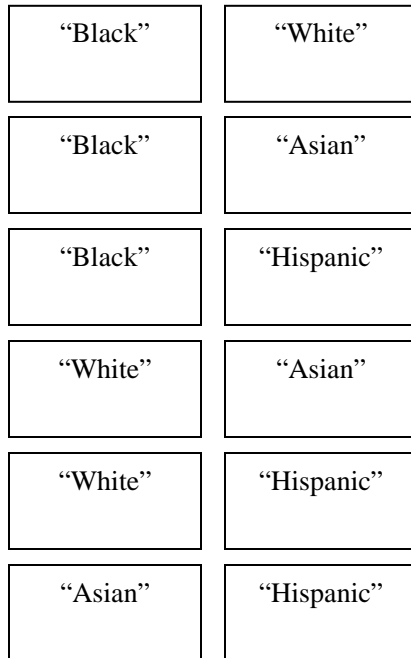 “Black” “White”
“Black” “Asian”
“Black” “Hispanic”
“White” “Asian”
“White” “Hispanic”
“Asian” “Hispanic”